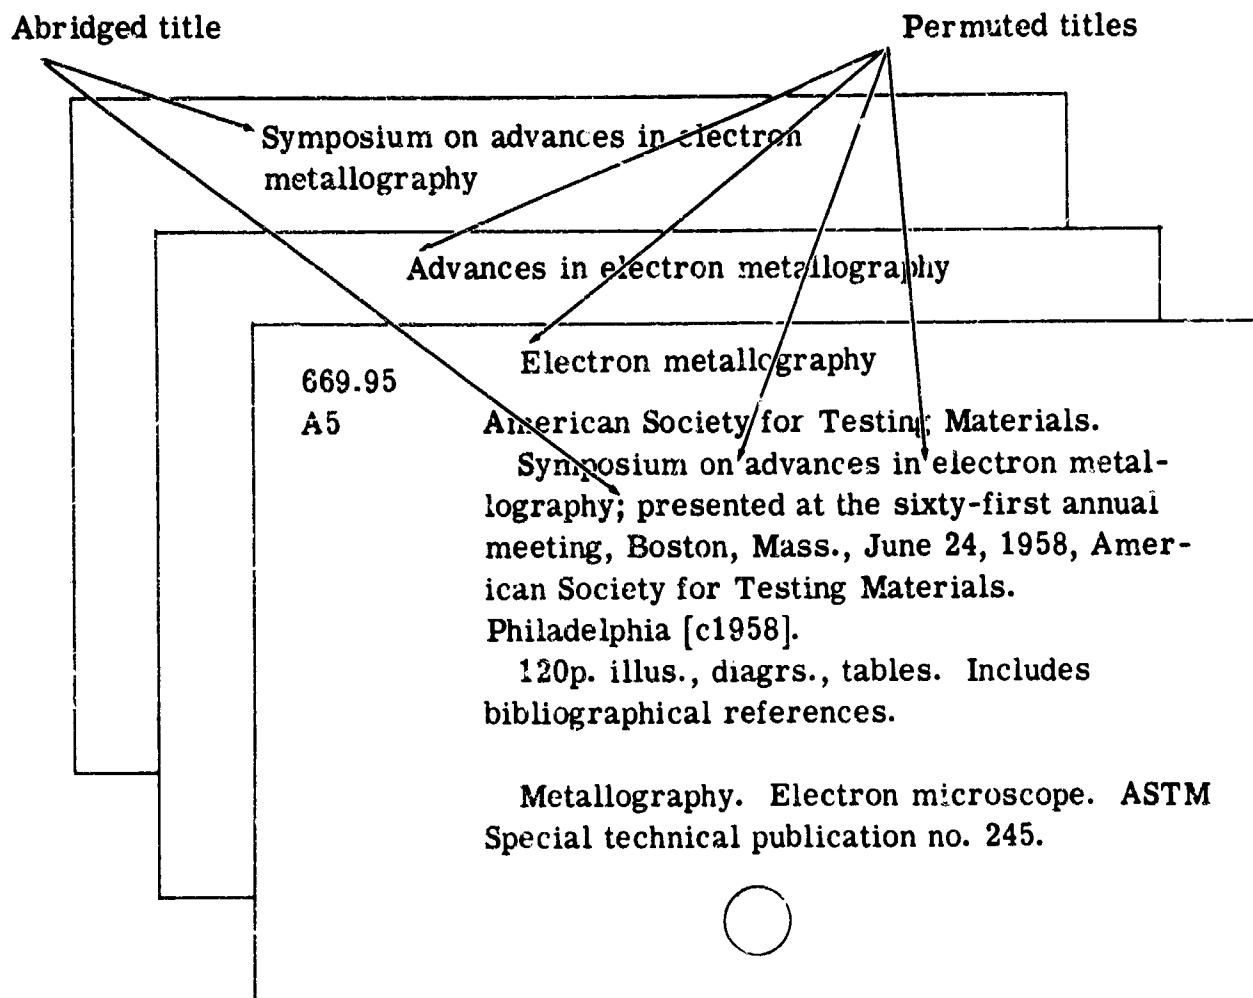 Abridged title
Permuted titles
Symposium on advances in electron
metallography
Advances in electron metallography
Electron metallography
669.95
A5
American Society for Testing Materials.
Symposium on advances in electron metal-
lography; presented at the sixty-first annual
meeting, Boston, Mass., June 24, 1958, Amer-
ican Society for Testing Materials.
Philadelphia [c1958].
120p. illus., diagrs., tables. Includes
bibliographical references.
Metallography. Electron microscope. ASTM
Special technical publication no. 245.